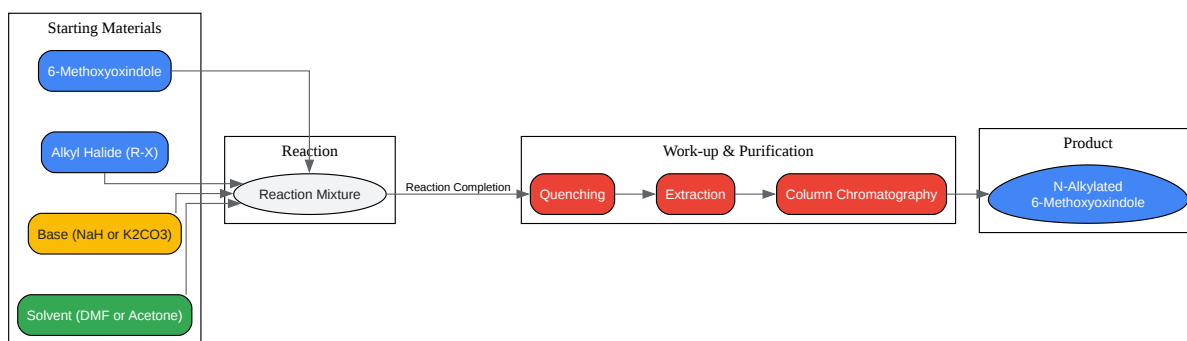 Starting Materials
6-Methoxyoxindole
Alkyl Halide (R-X)
Base (NaH or K2CO3)
Solvent (DMF or Acetone)
Reaction
Reaction Mixture
Reaction Completion
Work-up & Purification
Quenching
Extraction
Column Chromatography
Product
N-Alkylated
6-Methoxyoxindole